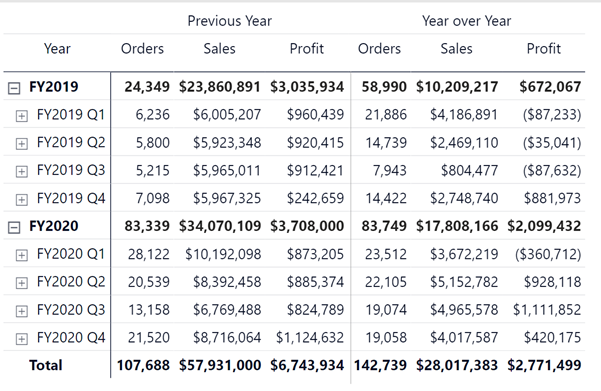 Previous Year Year over Year
Year Orders Sales Profit Orders Sales Profit
FY2019 24,349 $23,860,891 $3,035,934 58,990 $10,209,217 $672,067
FY2019 Q1 6,236 $6,005,207 $960,439 21,886 $4,186,891 ($87,233)
FY2019 Q2 5,800 $5,923,348 $920,415 14,739 $2,469,110 ($35,041)
FY2019 Q3 5,215 $5,965,011 $912,421 7,943 $804,477 ($87,632)
FY2019 Q4 7,098 $5,967,325 $242,659 14,422 $2,748,740 $881,973
FY2020 83,339 $34,070,109 $3,708,000 83,749 $17,808,166 $2,099,432
FY2020 Q1 28,122 $10,192,098 $873,205 23,512 $3,672,219 ($360,712)
FY2020 Q2 20,539 $8,392,458 $885,374 22,105 $5,152,782 $928,118
FY2020 Q3 13,158 $6,769,488 $824,789 19,074 $4,965,578 $1,111,852
FY2020 Q4 21,520 $8,716,064 $1,124,632 19,058 $4,017,587 $420,175
Total 107,688 $57,931,000 $6,743,934 142,739 $28,017,383 $2,771,499